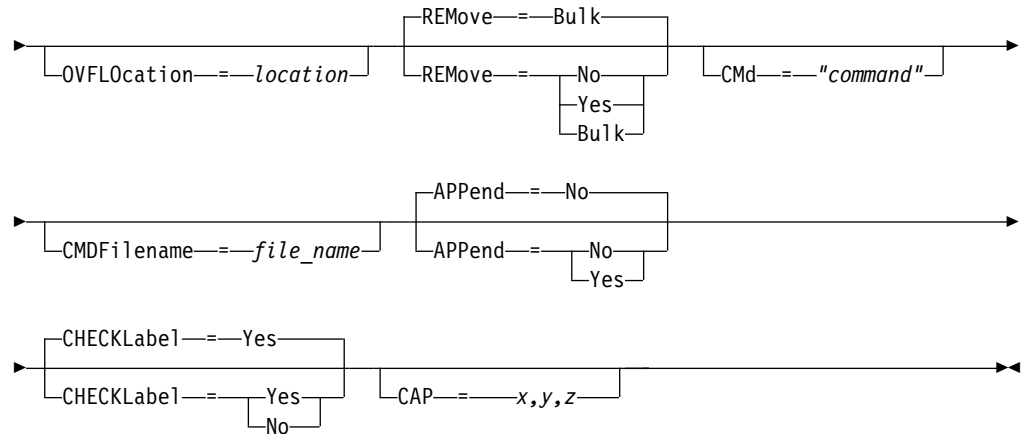 REMove = Bulk
OVFLOcation = location REMove = No CMd = "command"
Yes
Bulk
APPend = No
CMDFilename = file_name APPend = No
Yes
CHECKLabel = Yes
CHECKLabel = Yes CAP = x,y,z
No